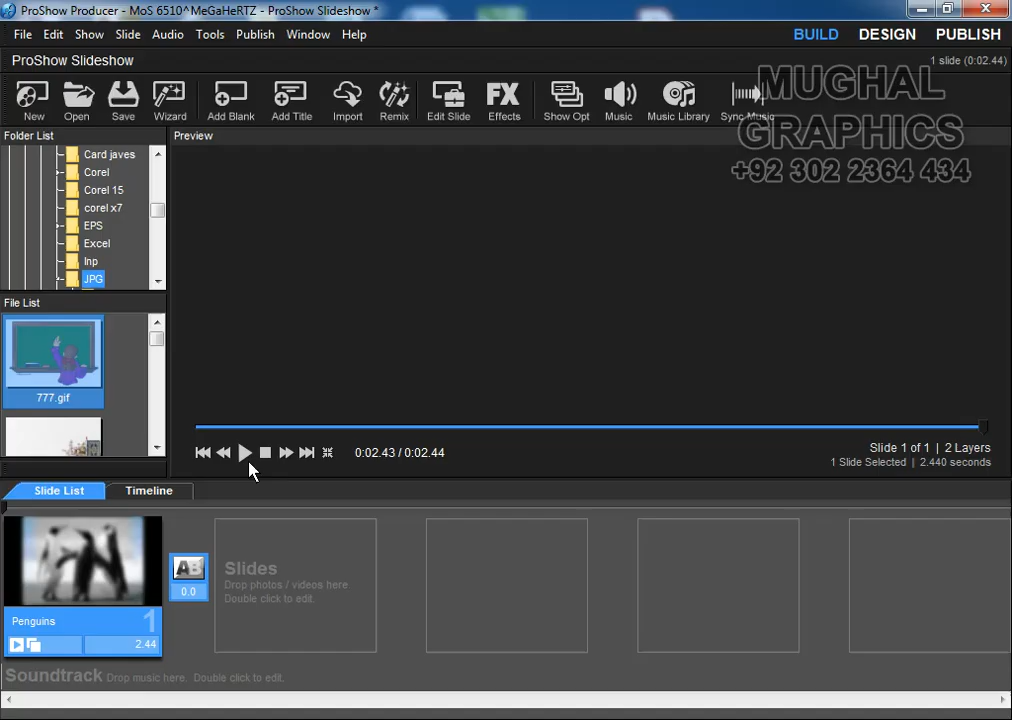 ProShow Producer - MoS 6510^MeGaHeRTZ - ProShow Slideshow *
File Edit Show Slide Audio Tools Publish Window Help
BUILD DESIGN PUBLISH
ProShow Slideshow
1 slide (0:02.44)
New Open Save Wizard Add Blank Add Title Import Remix Edit Slide FX Effects Show Opt Music Music Library Sync Music
MUGHAL
GRAPHICS
+92 302 2364 434
Folder List
Preview
Card javes
Corel
Corel 15
corel x7
EPS
Excel
Inp
JPG
File List
777.gif
0:02.43 / 0:02.44
Slide 1 of 1 | 2 Layers
1 Slide Selected | 2.440 seconds
Slide List Timeline
AB
0.0
Slides
Drop photos / videos here
Double click to edit.
Penguins
1
2.44
Soundtrack Drop music here. Double click to edit.